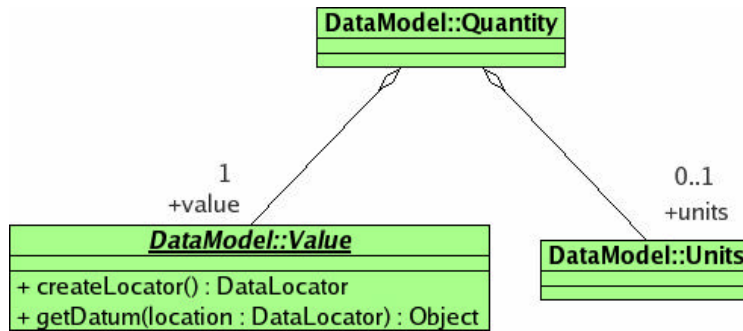 DataModel::Quantity
1
+value
0..1
+units
DataModel::Value
+ createLocator() : DataLocator
+ getDatum(location : DataLocator) : Object
DataModel::Units